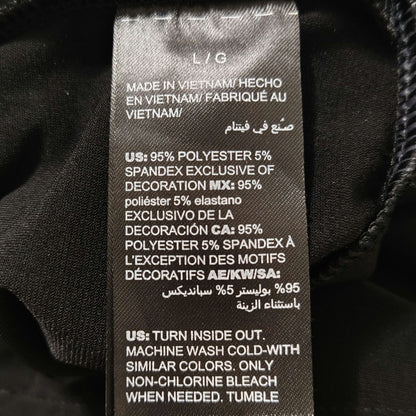 L / G
MADE IN VIETNAM/ HECHO
EN VIETNAM/ FABRIQUÉ AU
VIETNAM/
صنع في فيتنام
US: 95% POLYESTER 5%
SPANDEX EXCLUSIVE OF
DECORATION MX: 95%
poliéster 5% elastano
EXCLUSIVO DE LA
DECORACIÓN CA: 95%
POLYESTER 5% SPANDEX À
L'EXCEPTION DES MOTIFS
DÉCORATIFS AE/KW/SA:
95% بوليستر 5% سبانديكس
باستثناء الزينة
US: TURN INSIDE OUT.
MACHINE WASH COLD-WITH
SIMILAR COLORS. ONLY
NON-CHLORINE BLEACH
WHEN NEEDED. TUMBLE